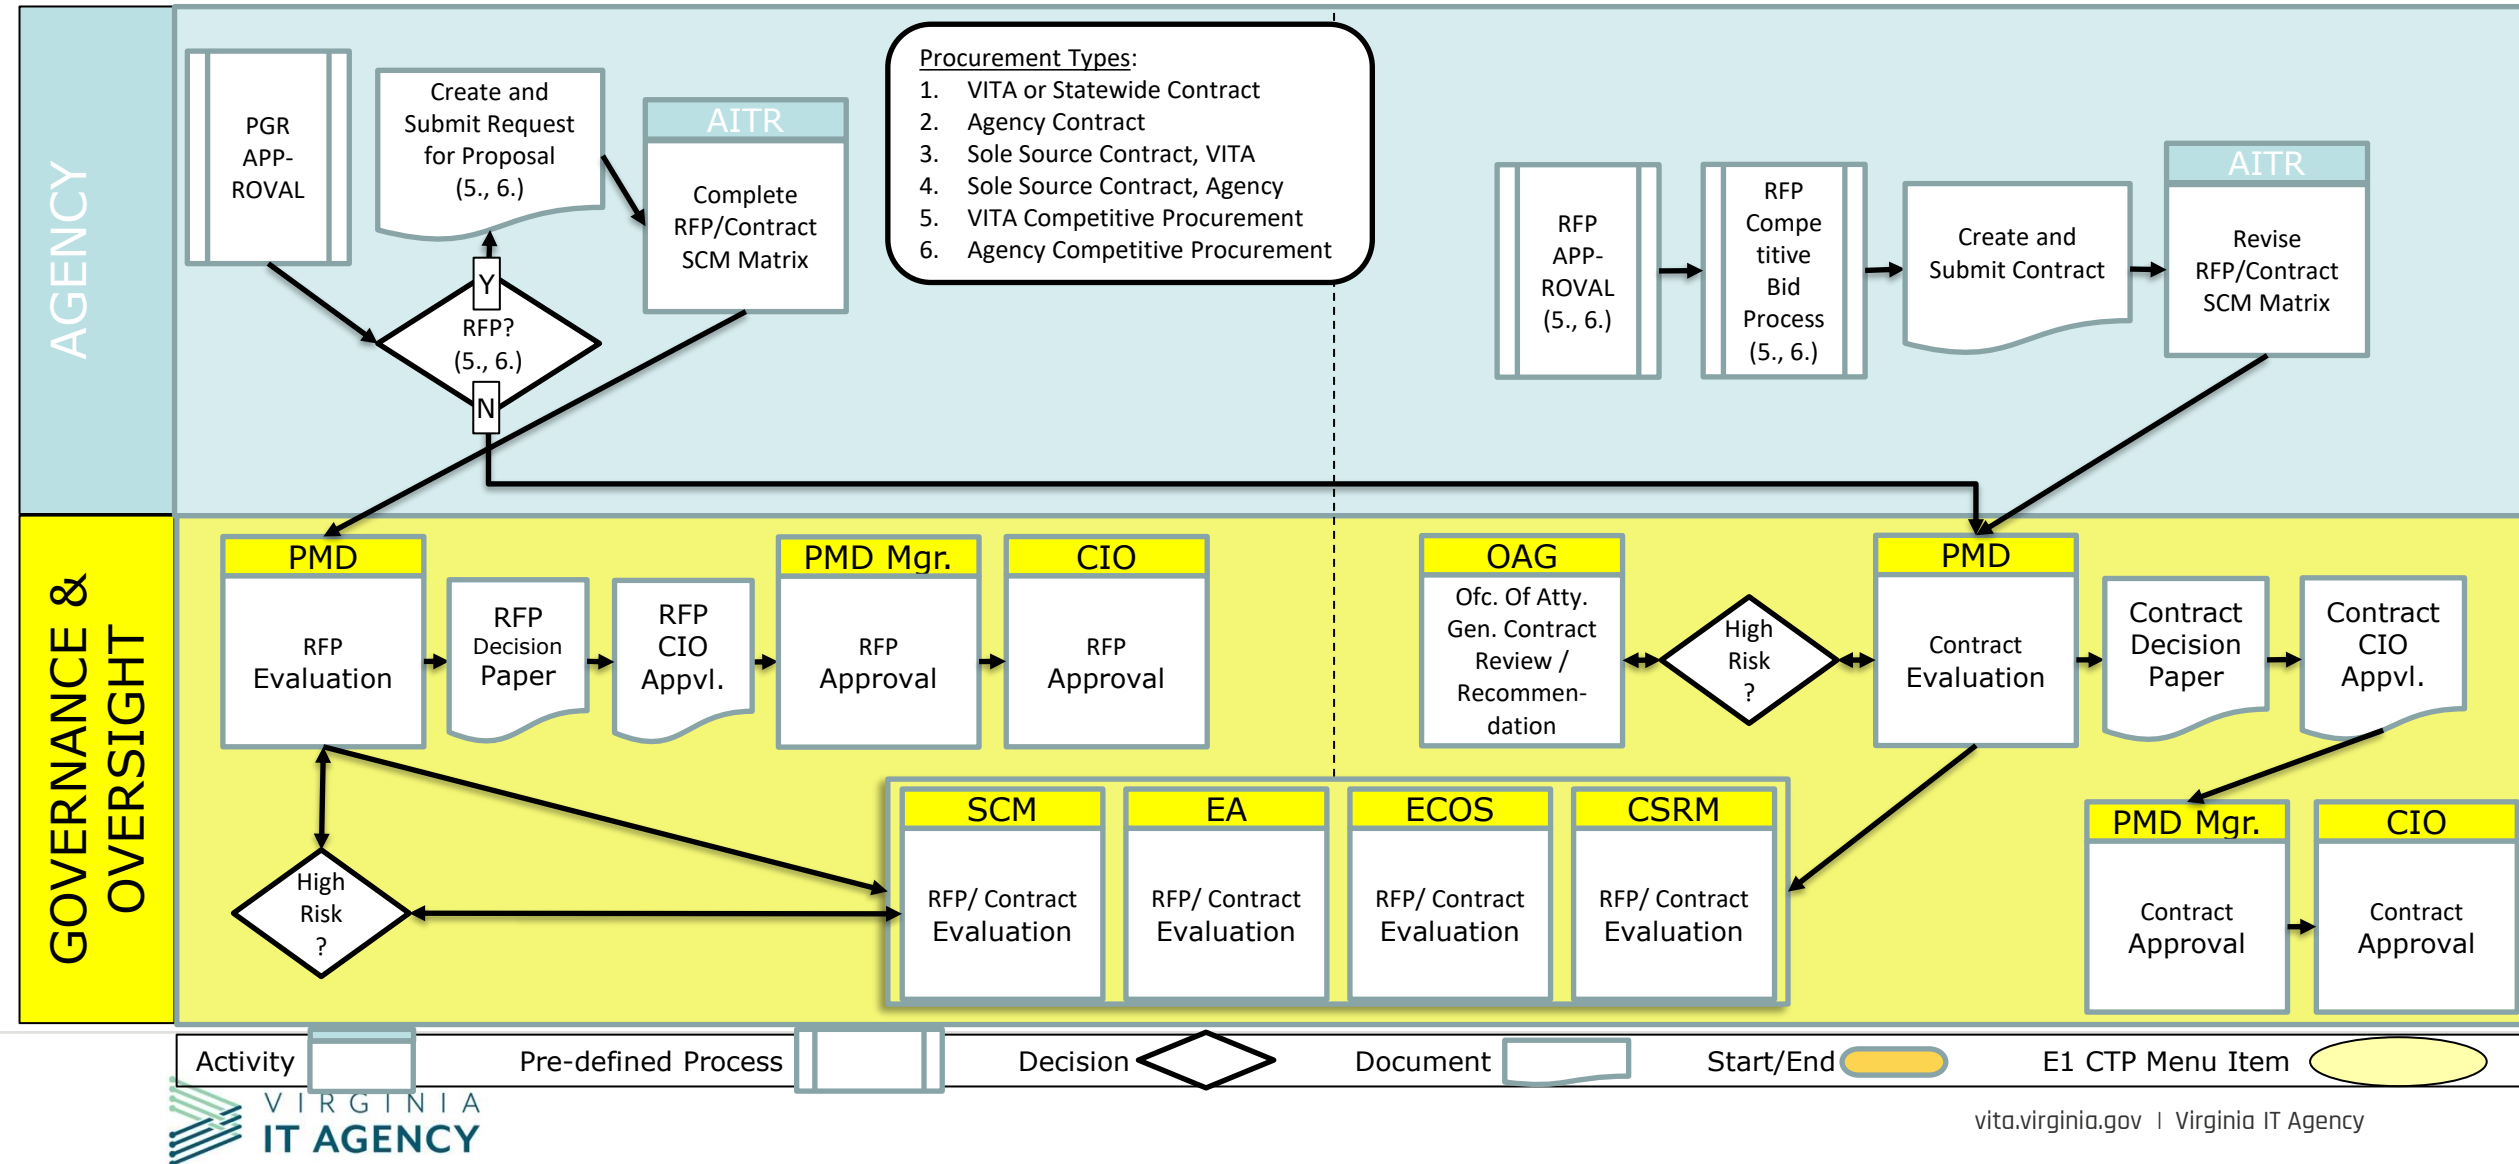 AGENCY
PGR
APP-
ROVAL
Create and
Submit Request
for Proposal
(5., 6.)
AITR
Complete
RFP/Contract
SCM Matrix
Y
RFP?
(5., 6.)
N
Procurement Types:
1. VITA or Statewide Contract
2. Agency Contract
3. Sole Source Contract, VITA
4. Sole Source Contract, Agency
5. VITA Competitive Procurement
6. Agency Competitive Procurement
RFP
APP-
ROVAL
(5., 6.)
RFP
Compe
titive
Bid
Process
(5., 6.)
Create and
Submit Contract
AITR
Revise
RFP/Contract
SCM Matrix
GOVERNANCE &
OVERSIGHT
PMD
RFP
Evaluation
RFP
Decision
Paper
RFP
CIO
Appvl.
PMD Mgr.
RFP
Approval
CIO
RFP
Approval
OAG
Ofc. Of Atty.
Gen. Contract
Review /
Recommen-
dation
High
Risk
?
PMD
Contract
Evaluation
Contract
Decision
Paper
Contract
CIO
Appvl.
High
Risk
?
SCM
RFP/ Contract
Evaluation
EA
RFP/ Contract
Evaluation
ECOS
RFP/ Contract
Evaluation
CSRM
RFP/ Contract
Evaluation
PMD Mgr.
Contract
Approval
CIO
Contract
Approval
Activity
Pre-defined Process
Decision
Document
Start/End
E1 CTP Menu Item
VIRGINIA
IT AGENCY
vita.virginia.gov | Virginia IT Agency